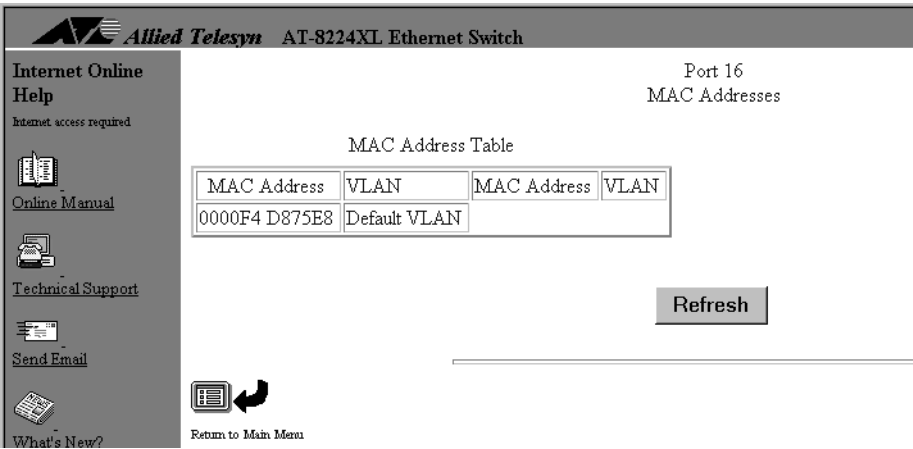 Allied Telesyn AT-8224XL Ethernet Switch
Internet Online
Help
Internet access required
Online Manual
Technical Support
Send Email
What's New?
Port 16
MAC Addresses
MAC Address Table
MAC Address VLAN MAC Address VLAN
0000F4 D875E8 Default VLAN
Refresh
Return to Main Menu